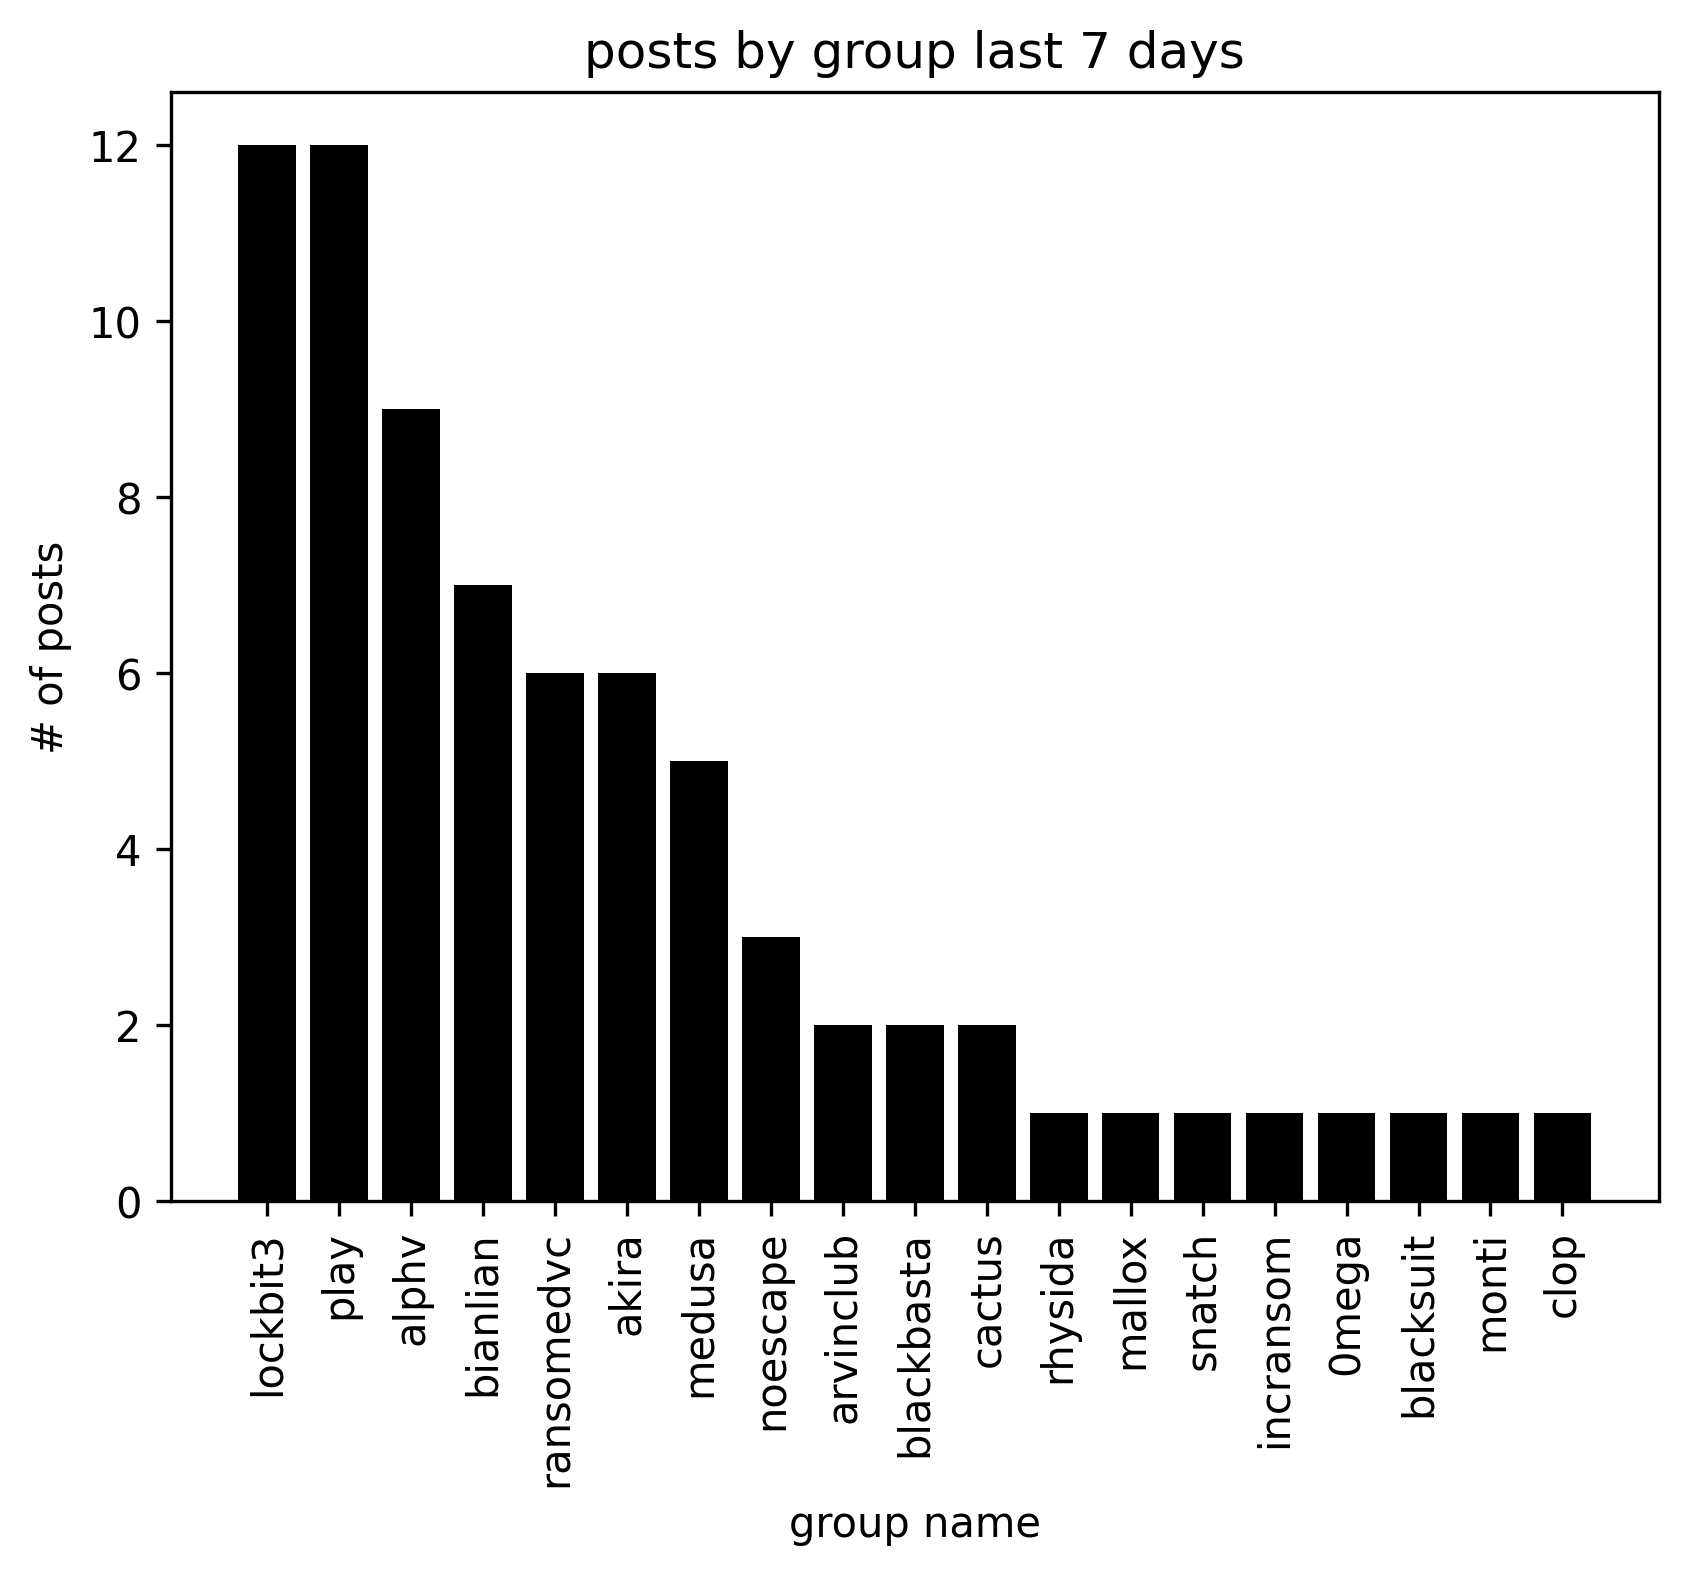 posts by group last 7 days
12
10
8
6
4
2
0
# of posts
lockbit3
play
alphv
bianlian
ransomedvc
akira
medusa
noescape
arvinclub
blackbasta
cactus
rhysida
mallox
snatch
incransom
0mega
blacksuit
monti
clop
group name